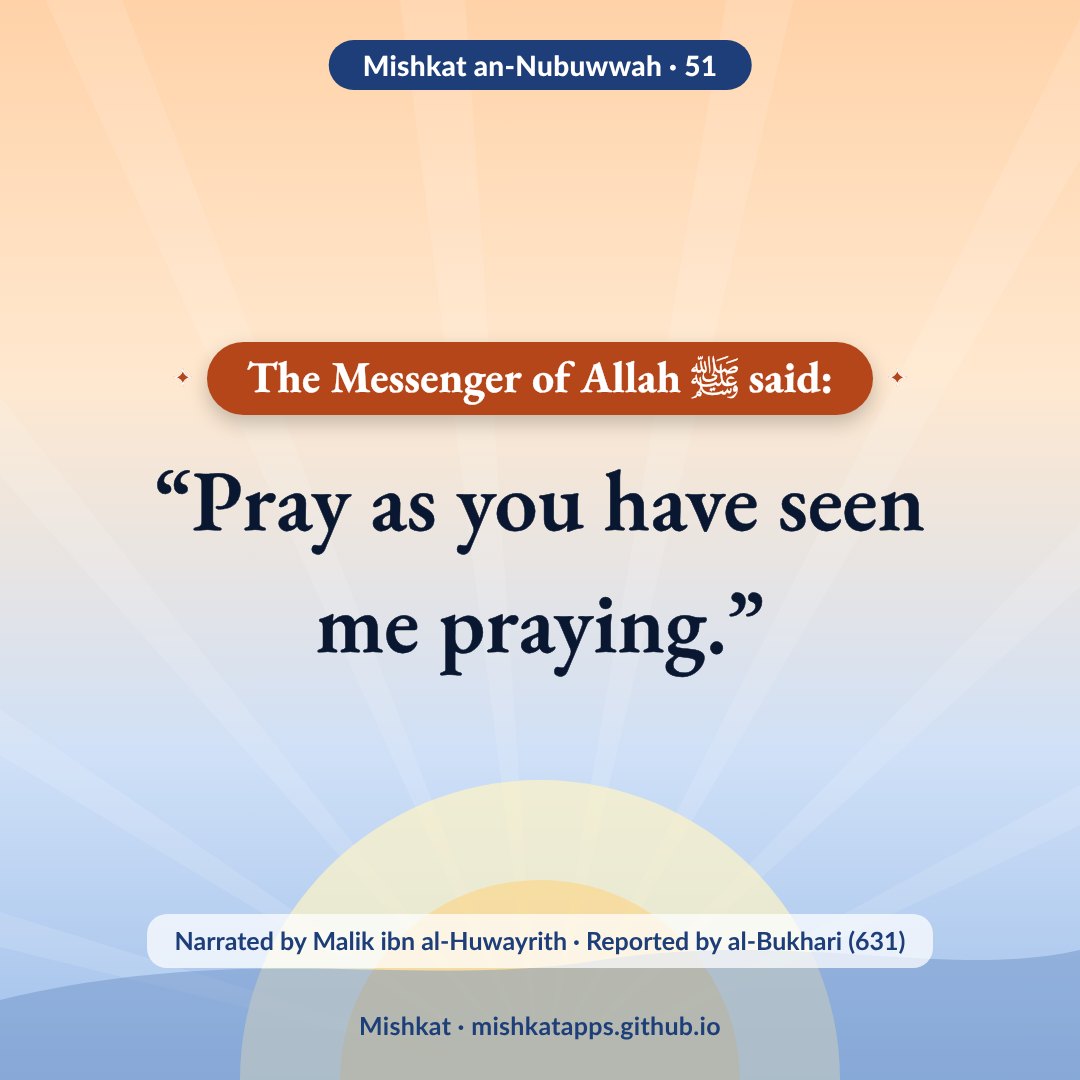 Mishkat an-Nubuwwah · 51
The Messenger of Allah ﷺ said:
“Pray as you have seen
me praying.”
Narrated by Malik ibn al-Huwayrith · Reported by al-Bukhari (631)
Mishkat · mishkatapps.github.io